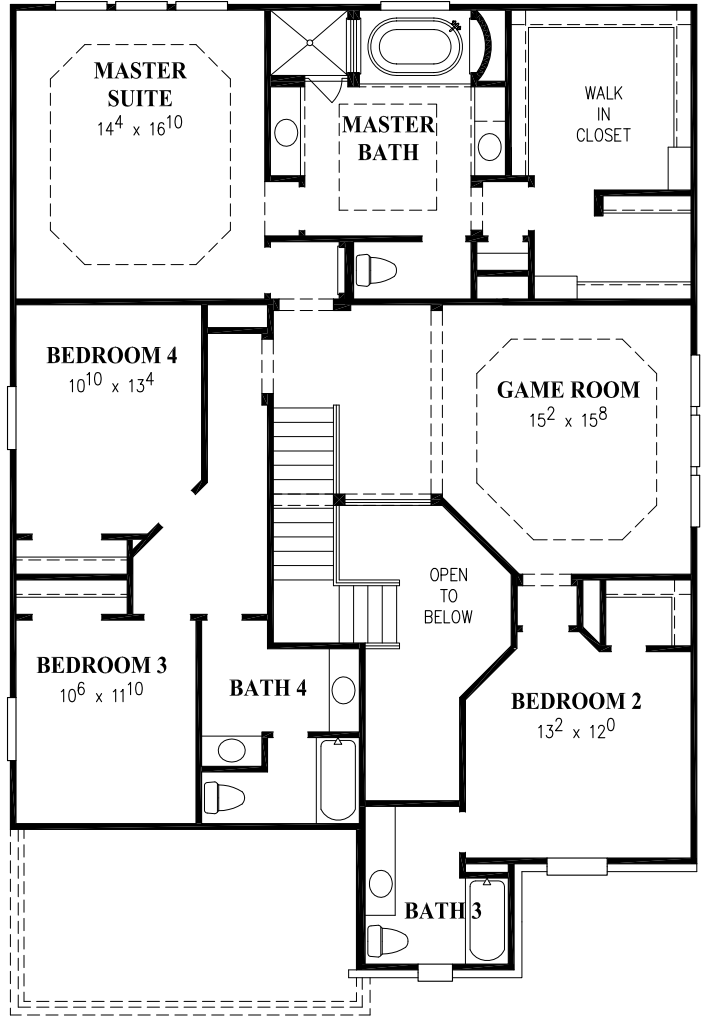 MASTER
SUITE
14⁴ x 16¹⁰
MASTER
BATH
WALK
IN
CLOSET
BEDROOM 4
10¹⁰ x 13⁴
GAME ROOM
15² x 15⁸
OPEN
TO
BELOW
BEDROOM 3
10⁶ x 11¹⁰
BATH 4
BEDROOM 2
13² x 12⁰
BATH 3